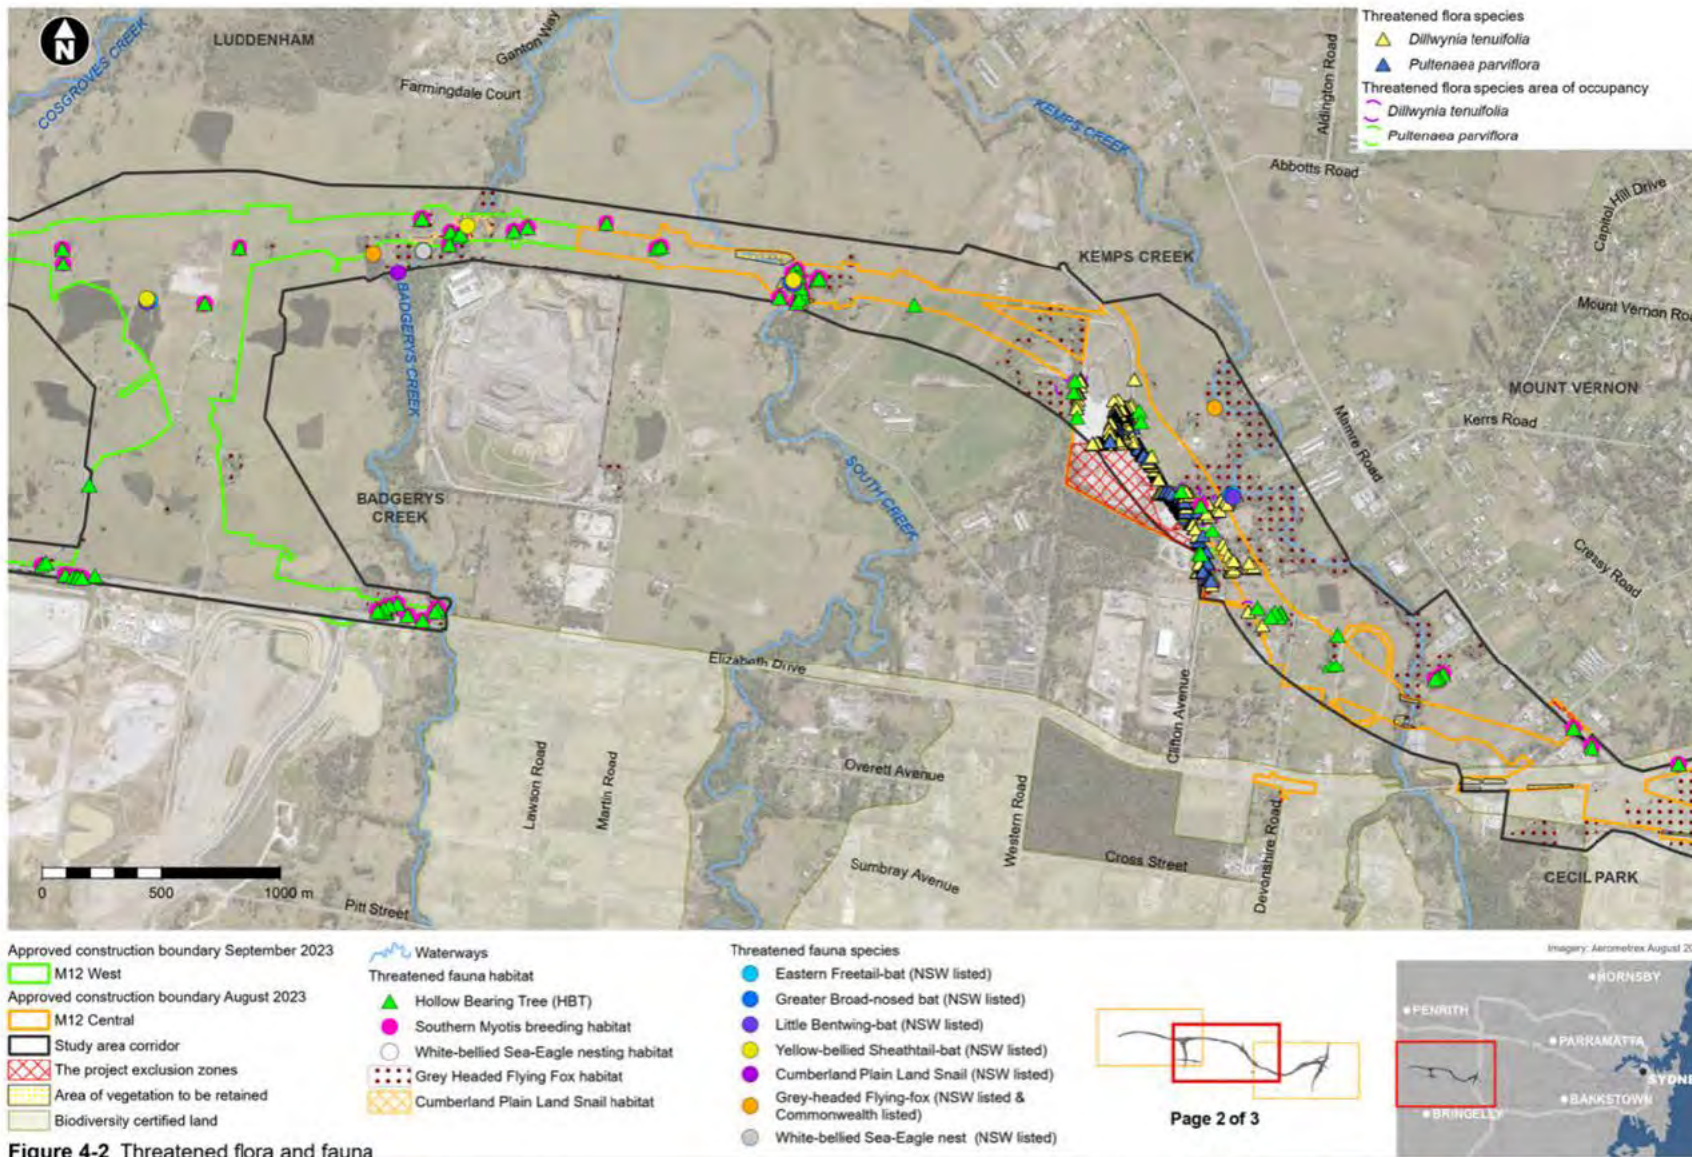 N
LUDDENHAM
COSGROVES CREEK
Ganton Way
Farmingdale Court
KEMPS CREEK
Aldington Road
Abbotts Road
Capitol Hill Drive
Threatened flora species
Dillwynia tenuifolia
Pultenaea parviflora
Threatened flora species area of occupancy
Dillwynia tenuifolia
Pultenaea parviflora
KEMPS CREEK
Mount Vernon Roa
MOUNT VERNON
Kerrs Road
Mamre Road
BADGERYS CREEK
SOUTH CREEK
BADGERYS
CREEK
Cressy Road
Elizabeth Drive
Clifton Avenue
Lawson Road
Martin Road
Overett Avenue
Western Road
Devonshire Road
Cross Street
Sumbray Avenue
CECIL PARK
0 500 1000 m
Pitt Street
Approved construction boundary September 2023
M12 West
Approved construction boundary August 2023
M12 Central
Study area corridor
The project exclusion zones
Area of vegetation to be retained
Biodiversity certified land
Waterways
Threatened fauna habitat
Hollow Bearing Tree (HBT)
Southern Myotis breeding habitat
White-bellied Sea-Eagle nesting habitat
Grey Headed Flying Fox habitat
Cumberland Plain Land Snail habitat
Threatened fauna species
Eastern Freetail-bat (NSW listed)
Greater Broad-nosed bat (NSW listed)
Little Bentwing-bat (NSW listed)
Yellow-bellied Sheathtail-bat (NSW listed)
Cumberland Plain Land Snail (NSW listed)
Grey-headed Flying-fox (NSW listed &
Commonwealth listed)
White-bellied Sea-Eagle nest (NSW listed)
Page 2 of 3
Imagery: Aerometrex August 20
HORNSBY
PENRITH
PARRAMATTA
SYDNE
BANKSTOWN
BRINGELLY
Figure 4-2 Threatened flora and fauna